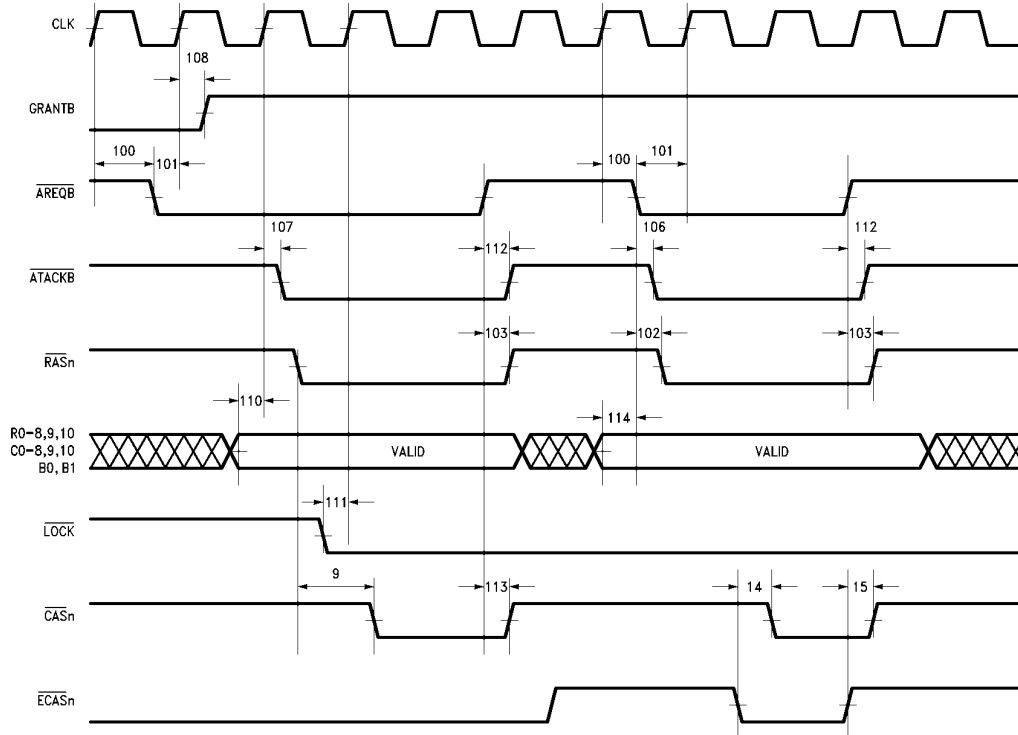 CLK
108
GRANTB
100 101 100 101
AREQB
107 112 106 112
ATACKB
103 102 103
RASn
110 114
R0-8,9,10
C0-8,9,10 VALID VALID
B0,B1
111
LOCK
9 113 14 15
CASn
ECASn